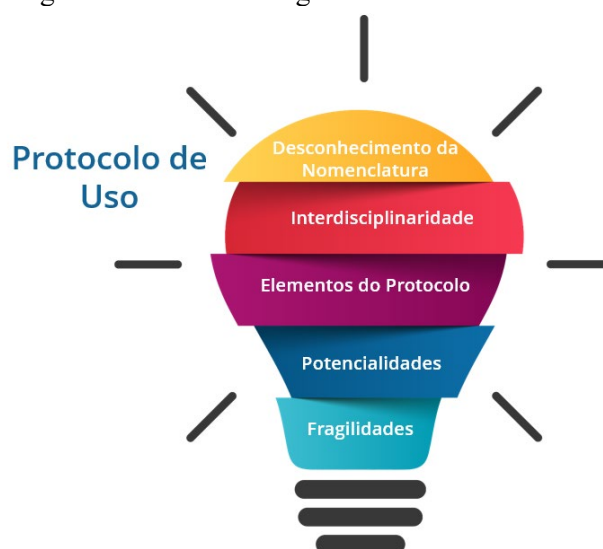 Protocolo de
Uso
Desconhecimento da
Nomenclatura
Interdisciplinaridade
Elementos do Protocolo
Potencialidades
Fragilidades